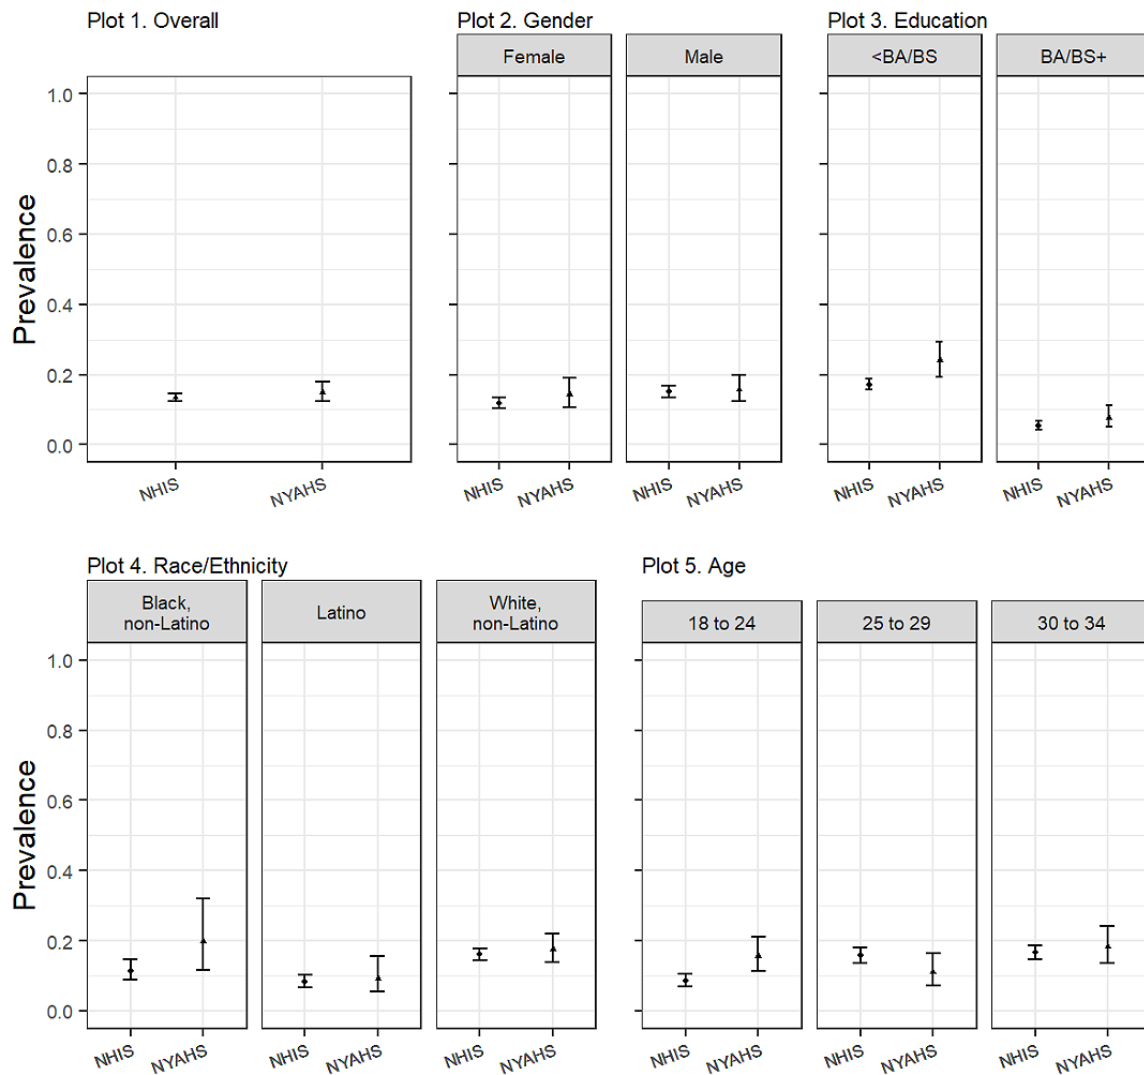 Plot 1. Overall
Plot 2. Gender
Plot 3. Education
Female
Male
<BA/BS
BA/BS+
Prevalence
1.0
0.8
0.6
0.4
0.2
0.0
NHIS
NYAHS
NHIS
NYAHS
NHIS
NYAHS
NHIS
NYAHS
NHIS
NYAHS
Plot 4. Race/Ethnicity
Plot 5. Age
Black,
non-Latino
Latino
White,
non-Latino
18 to 24
25 to 29
30 to 34
Prevalence
1.0
0.8
0.6
0.4
0.2
0.0
NHIS
NYAHS
NHIS
NYAHS
NHIS
NYAHS
NHIS
NYAHS
NHIS
NYAHS
NHIS
NYAHS